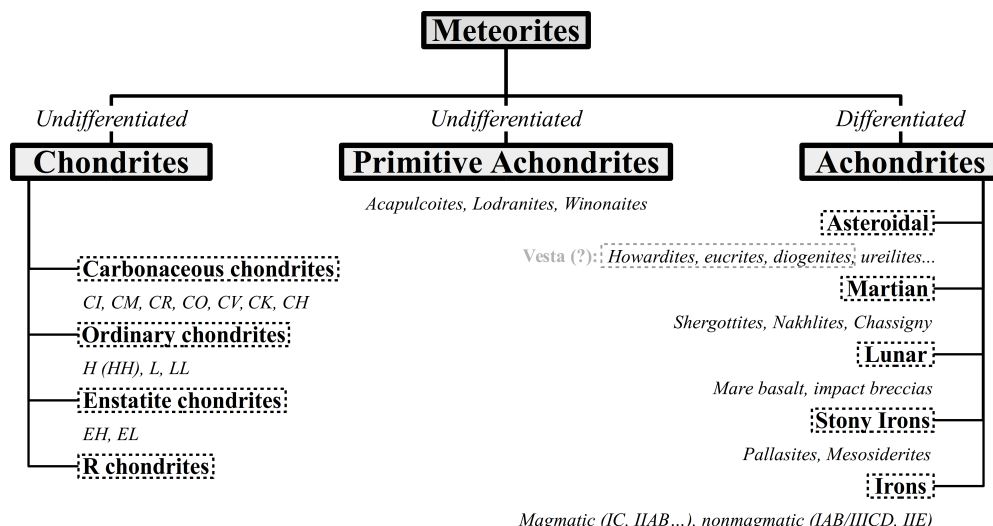 Meteorites
Undifferentiated
Undifferentiated
Differentiated
Chondrites
Primitive Achondrites
Achondrites
Acapulcoites, Lodranites, Winonaites
Carbonaceous chondrites
CI, CM, CR, CO, CV, CK, CH
Ordinary chondrites
H (HH), L, LL
Enstatite chondrites
EH, EL
R chondrites
Asteroidal
Vesta (?): Howardites, eucrites, diogenites, ureilites...
Martian
Shergottites, Nakhlites, Chassigny
Lunar
Mare basalt, impact breccias
Stony Irons
Pallasites, Mesosiderites
Irons
Magmatic (IC, IIAB...), nonmagmatic (IAB/IIICD, IIE)